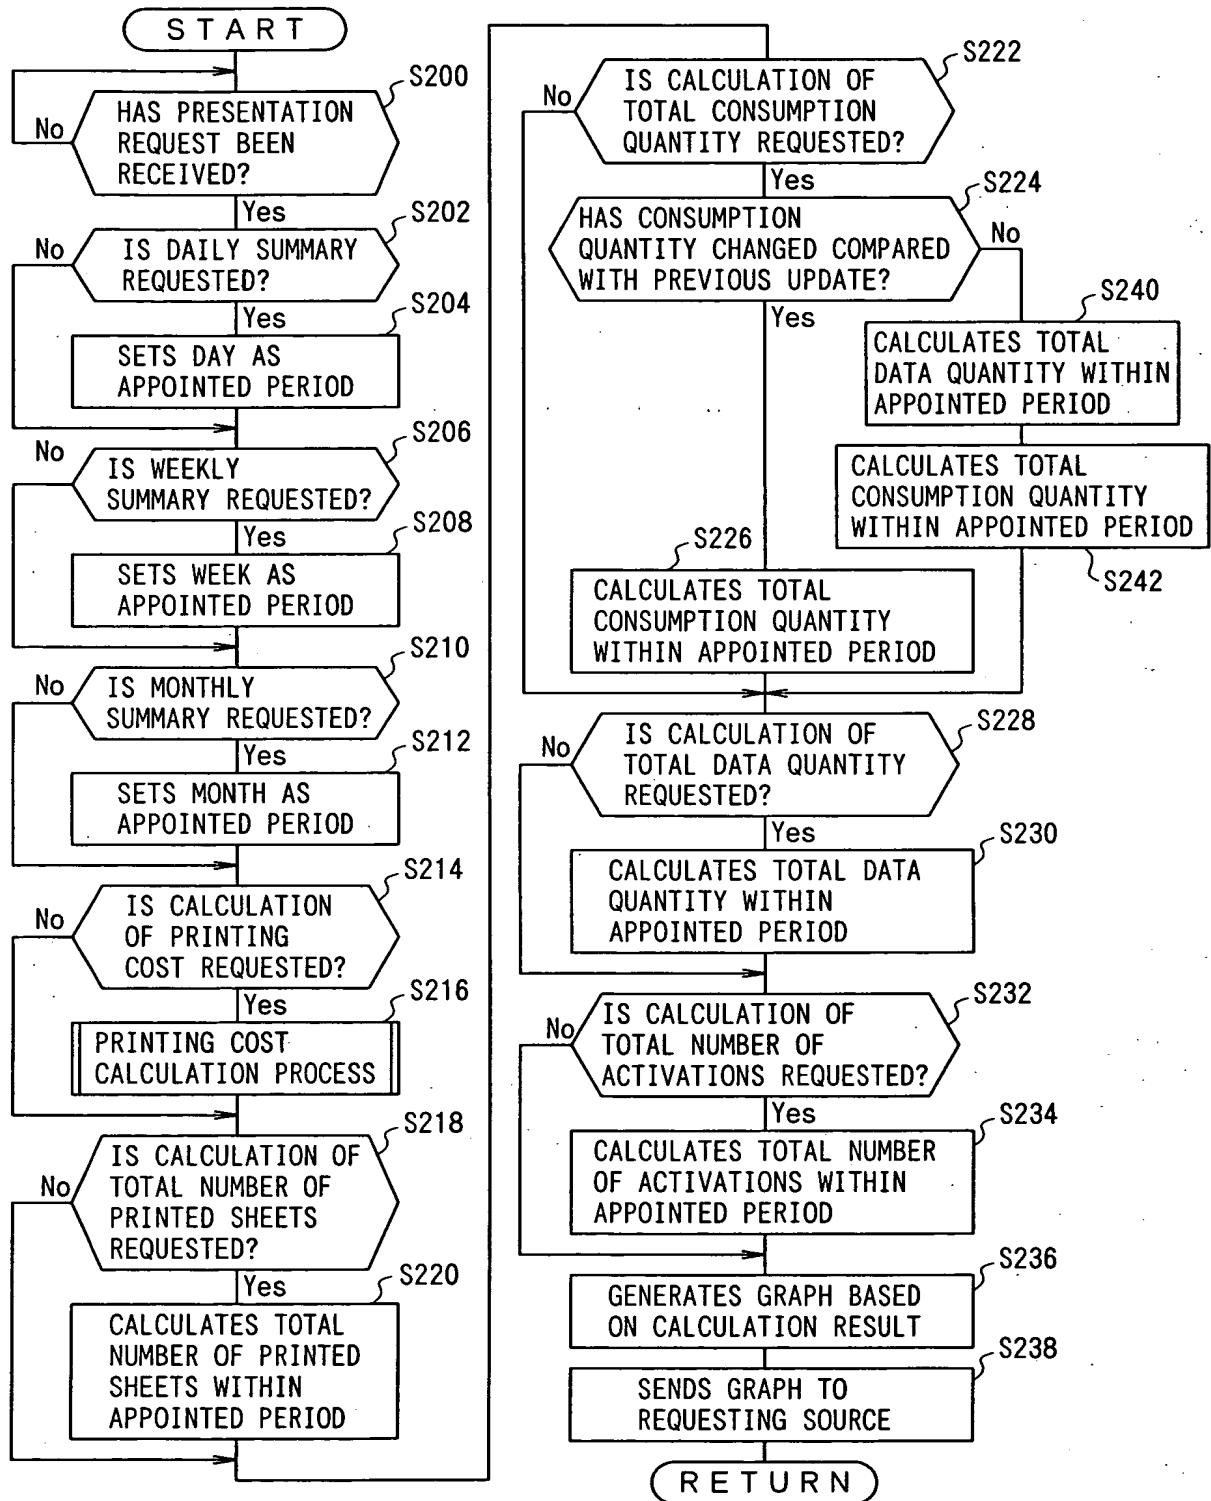 START
S200
HAS PRESENTATION
REQUEST BEEN
RECEIVED?
No
Yes
S202
IS DAILY SUMMARY
REQUESTED?
No
Yes
S204
SETS DAY AS
APPOINTED PERIOD
S206
No
IS WEEKLY
SUMMARY REQUESTED?
Yes
S208
SETS WEEK AS
APPOINTED PERIOD
S210
No
IS MONTHLY
SUMMARY REQUESTED?
Yes
S212
SETS MONTH AS
APPOINTED PERIOD
S214
No
IS CALCULATION
OF PRINTING
COST REQUESTED?
Yes
S216
PRINTING COST
CALCULATION PROCESS
S218
IS CALCULATION OF
TOTAL NUMBER OF
PRINTED SHEETS
REQUESTED?
No
Yes
S220
CALCULATES TOTAL
NUMBER OF PRINTED
SHEETS WITHIN
APPOINTED PERIOD
S222
IS CALCULATION OF
TOTAL CONSUMPTION
QUANTITY REQUESTED?
No
Yes
S224
HAS CONSUMPTION
QUANTITY CHANGED COMPARED
WITH PREVIOUS UPDATE?
No
Yes
S240
CALCULATES TOTAL
DATA QUANTITY WITHIN
APPOINTED PERIOD
CALCULATES TOTAL
CONSUMPTION QUANTITY
WITHIN APPOINTED PERIOD
S242
S226
CALCULATES TOTAL
CONSUMPTION QUANTITY
WITHIN APPOINTED PERIOD
S228
IS CALCULATION OF
TOTAL DATA QUANTITY
REQUESTED?
No
Yes
S230
CALCULATES TOTAL DATA
QUANTITY WITHIN
APPOINTED PERIOD
S232
IS CALCULATION OF
TOTAL NUMBER OF
ACTIVATIONS REQUESTED?
No
Yes
S234
CALCULATES TOTAL NUMBER
OF ACTIVATIONS WITHIN
APPOINTED PERIOD
S236
GENERATES GRAPH BASED
ON CALCULATION RESULT
S238
SENDS GRAPH TO
REQUESTING SOURCE
RETURN